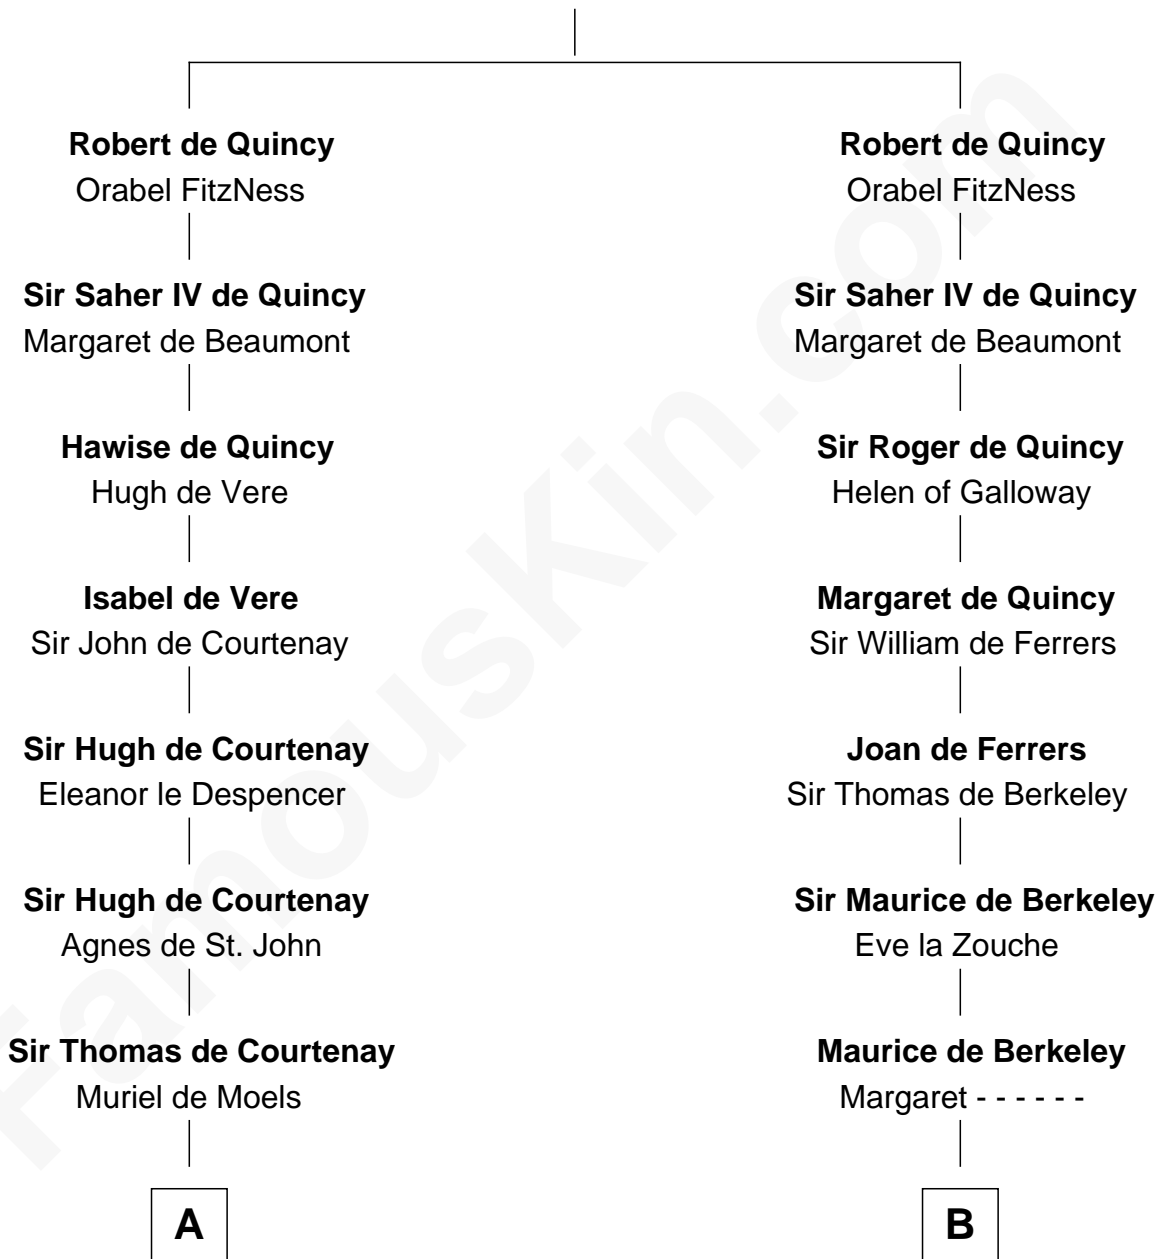 Robert de Quincy
Orabel FitzNess
Sir Saher IV de Quincy
Margaret de Beaumont
Hawise de Quincy
Hugh de Vere
Isabel de Vere
Sir John de Courtenay
Sir Hugh de Courtenay
Eleanor le Despencer
Sir Hugh de Courtenay
Agnes de St. John
Sir Thomas de Courtenay
Muriel de Moels
A
Robert de Quincy
Orabel FitzNess
Sir Saher IV de Quincy
Margaret de Beaumont
Sir Roger de Quincy
Helen of Galloway
Margaret de Quincy
Sir William de Ferrers
Joan de Ferrers
Sir Thomas de Berkeley
Sir Maurice de Berkeley
Eve la Zouche
Maurice de Berkeley
Margaret - - - - - -
B
FamousKin.com